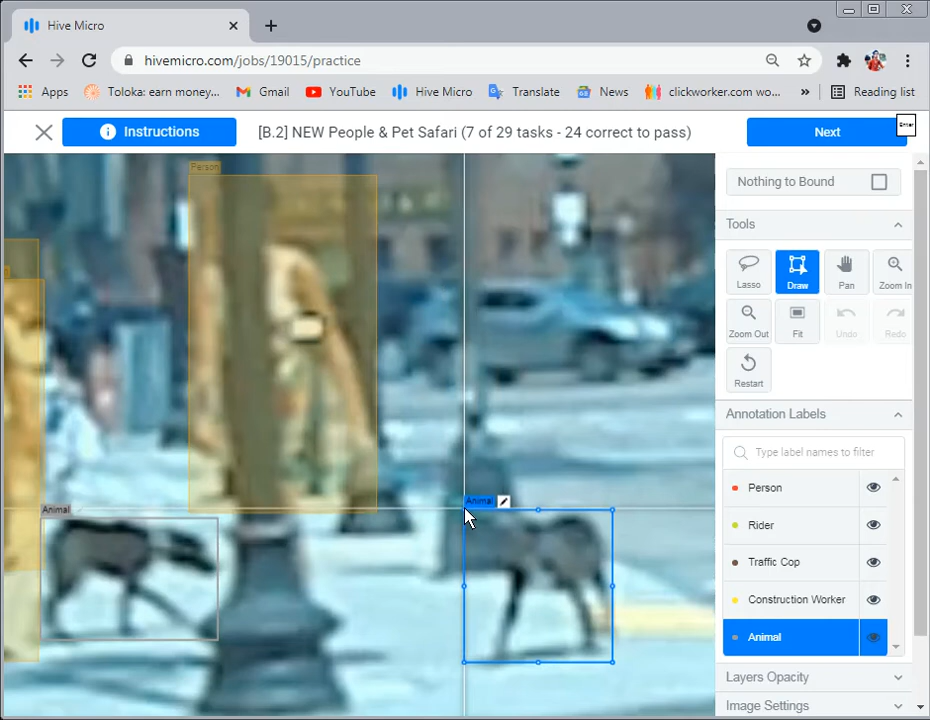 Hive Micro
hivemicro.com/jobs/19015/practice
Apps
Toloka: earn money...
Gmail
YouTube
Hive Micro
Translate
News
clickworker.com wo...
»
Reading list
Instructions
[B.2] NEW People & Pet Safari (7 of 29 tasks - 24 correct to pass)
Next
Enter
Person
Animal
Animal
Nothing to Bound
Tools
Lasso
Draw
Pan
Zoom In
Zoom Out
Fit
Undo
Redo
Restart
Annotation Labels
Type label names to filter
Person
Rider
Traffic Cop
Construction Worker
Animal
Layers Opacity
Image Settings